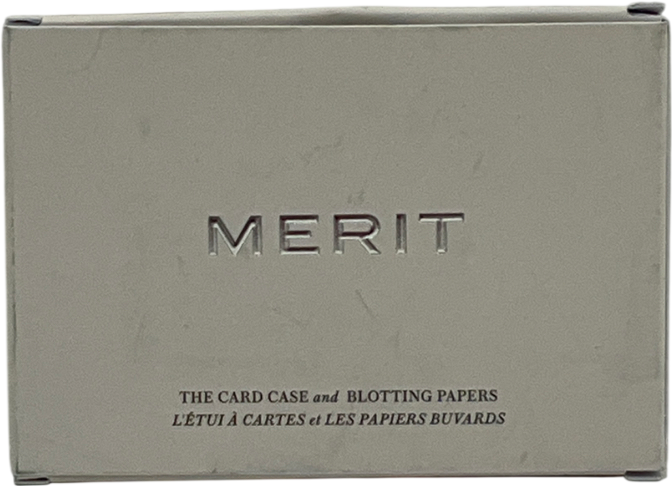 MERIT
THE CARD CASE and BLOTTING PAPERS
L'ÉTUI À CARTES et LES PAPIERS BUVARDS